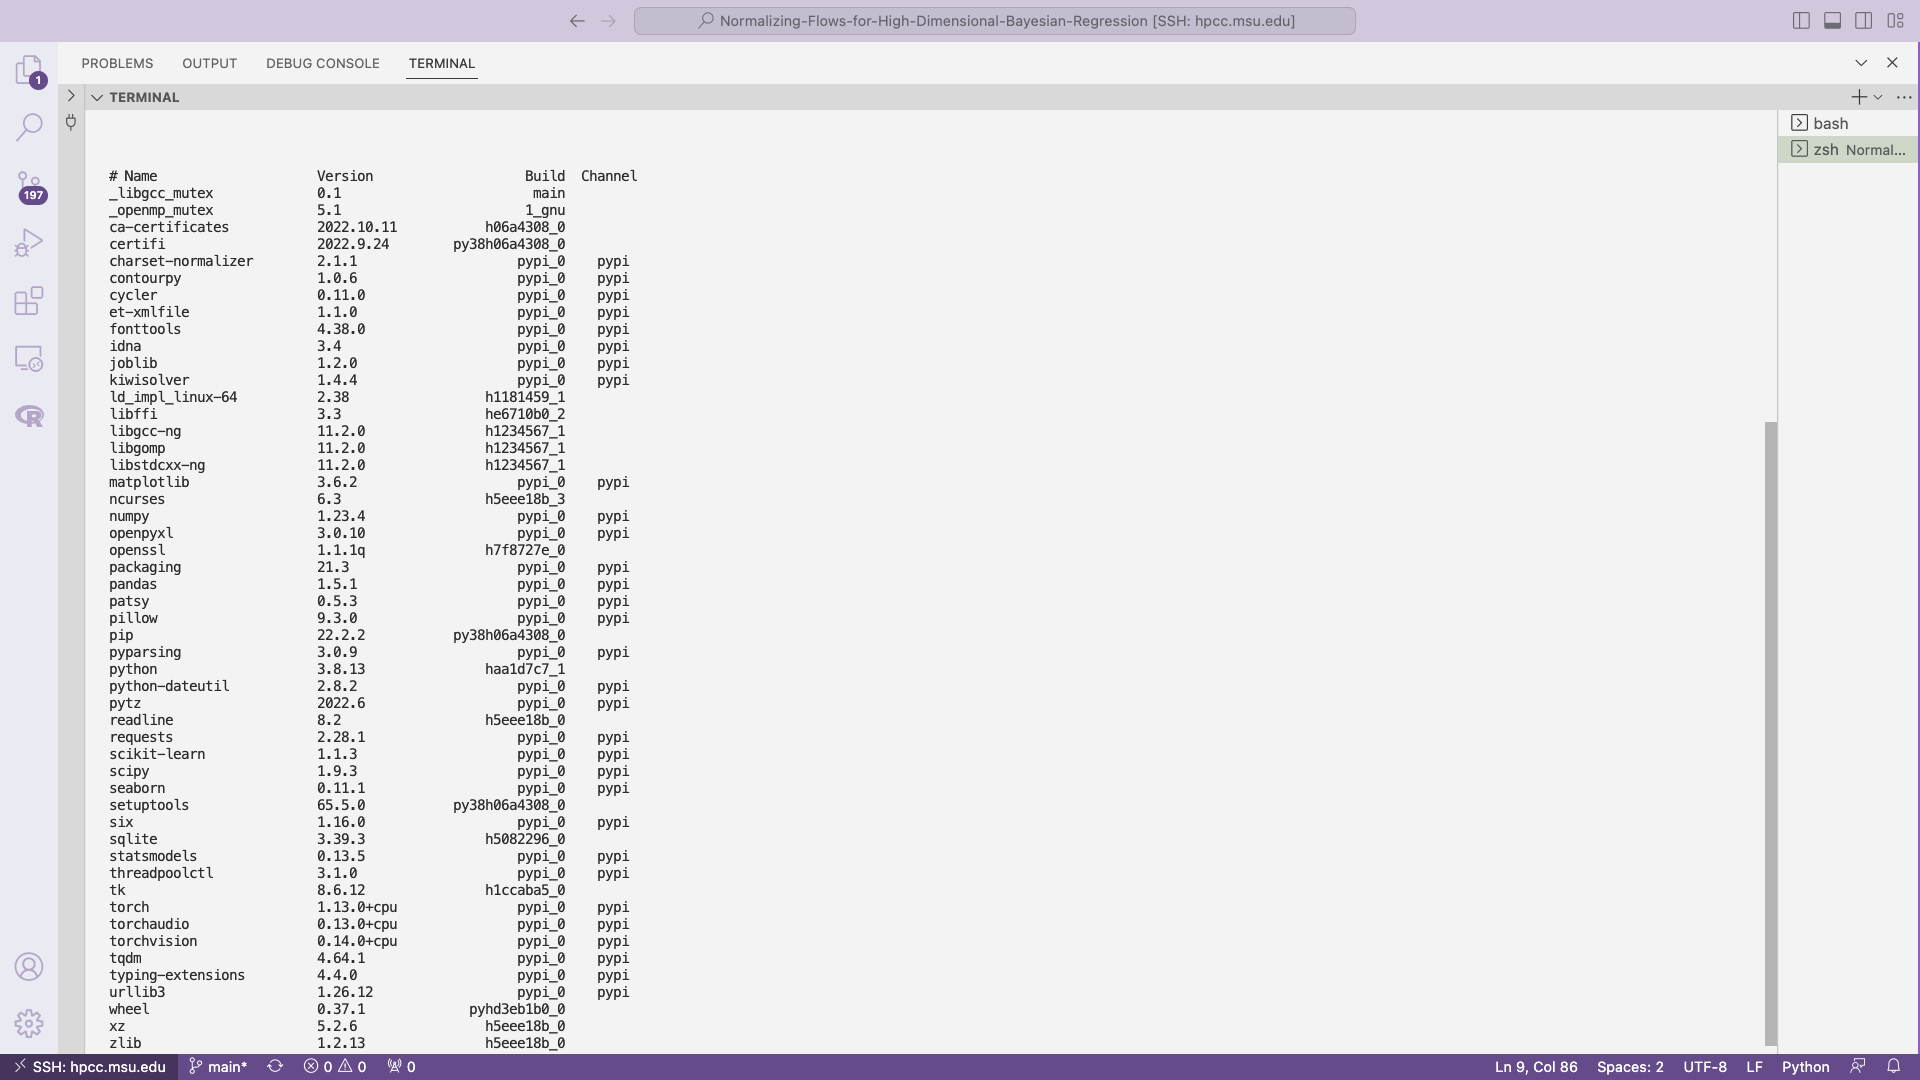 Normalizing-Flows-for-High-Dimensional-Bayesian-Regression [SSH: hpcc.msu.edu]
1
197
PROBLEMS OUTPUT DEBUG CONSOLE TERMINAL
TERMINAL
bash
zsh Normal...
# Name Version Build Channel
_libgcc_mutex 0.1 main
_openmp_mutex 5.1 1_gnu
ca-certificates 2022.10.11 h06a4308_0
certifi 2022.9.24 py38h06a4308_0
charset-normalizer 2.1.1 pypi_0 pypi
contourpy 1.0.6 pypi_0 pypi
cycler 0.11.0 pypi_0 pypi
et-xmlfile 1.1.0 pypi_0 pypi
fonttools 4.38.0 pypi_0 pypi
idna 3.4 pypi_0 pypi
joblib 1.2.0 pypi_0 pypi
kiwisolver 1.4.4 pypi_0 pypi
ld_impl_linux-64 2.38 h1181459_1
libffi 3.3 he6710b0_2
libgcc-ng 11.2.0 h1234567_1
libgomp 11.2.0 h1234567_1
libstdcxx-ng 11.2.0 h1234567_1
matplotlib 3.6.2 pypi_0 pypi
ncurses 6.3 h5eee18b_3
numpy 1.23.4 pypi_0 pypi
openpyxl 3.0.10 pypi_0 pypi
openssl 1.1.1q h7f8727e_0
packaging 21.3 pypi_0 pypi
pandas 1.5.1 pypi_0 pypi
patsy 0.5.3 pypi_0 pypi
pillow 9.3.0 pypi_0 pypi
pip 22.2.2 py38h06a4308_0
pyparsing 3.0.9 pypi_0 pypi
python 3.8.13 haa1d7c7_1
python-dateutil 2.8.2 pypi_0 pypi
pytz 2022.6 pypi_0 pypi
readline 8.2 h5eee18b_0
requests 2.28.1 pypi_0 pypi
scikit-learn 1.1.3 pypi_0 pypi
scipy 1.9.3 pypi_0 pypi
seaborn 0.11.1 pypi_0 pypi
setuptools 65.5.0 py38h06a4308_0
six 1.16.0 pypi_0 pypi
sqlite 3.39.3 h5082296_0
statsmodels 0.13.5 pypi_0 pypi
threadpoolctl 3.1.0 pypi_0 pypi
tk 8.6.12 h1ccaba5_0
torch 1.13.0+cpu pypi_0 pypi
torchaudio 0.13.0+cpu pypi_0 pypi
torchvision 0.14.0+cpu pypi_0 pypi
tqdm 4.64.1 pypi_0 pypi
typing-extensions 4.4.0 pypi_0 pypi
urllib3 1.26.12 pypi_0 pypi
wheel 0.37.1 pyhd3eb1b0_0
xz 5.2.6 h5eee18b_0
zlib 1.2.13 h5eee18b_0
SSH: hpcc.msu.edu main* 0 0 0 Ln 9, Col 86 Spaces: 2 UTF-8 LF Python